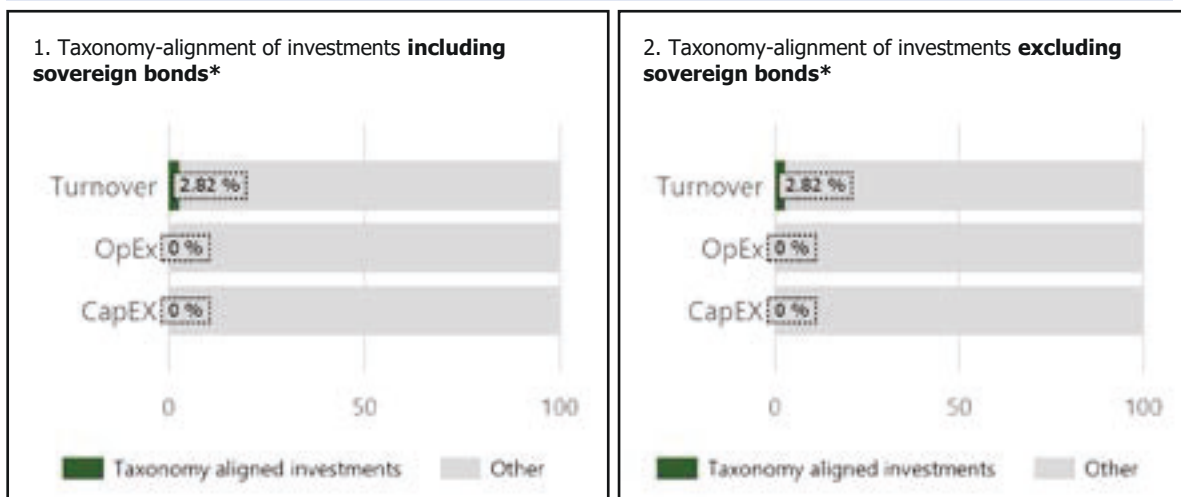 1. Taxonomy-alignment of investments including
sovereign bonds*
Turnover 2.82 %
OpEx 0 %
CapEX 0 %
0 50 100
Taxonomy aligned investments Other
2. Taxonomy-alignment of investments excluding
sovereign bonds*
Turnover 2.82 %
OpEx 0 %
CapEX 0 %
0 50 100
Taxonomy aligned investments Other